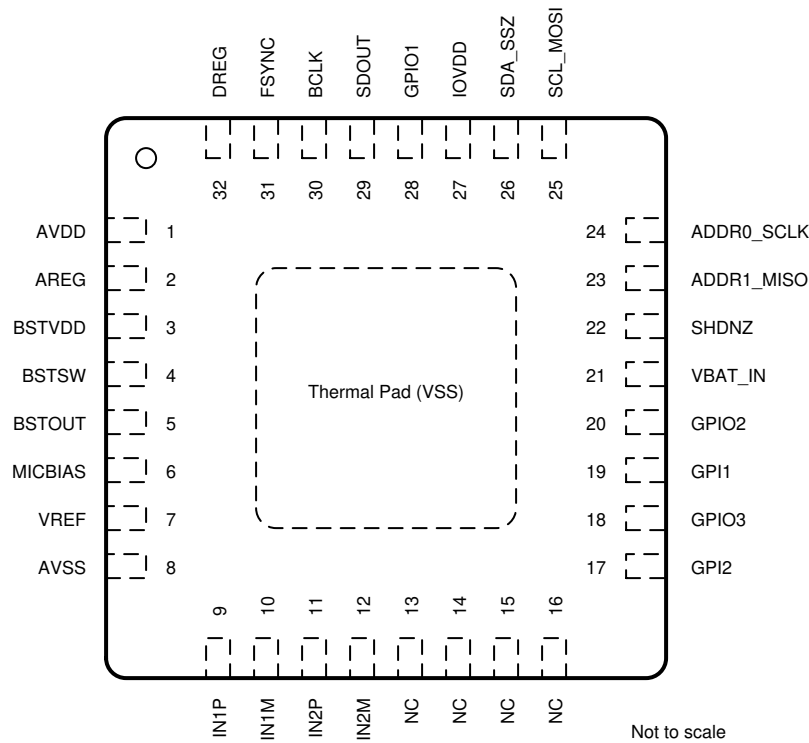 DREG
FSYNC
BCLK
SDOUT
GPIO1
IOVDD
SDA_SSZ
SCL_MOSI
32
31
30
29
28
27
26
25
AVDD 1
AREG 2
BSTVDD 3
BSTSW 4
BSTOUT 5
MICBIAS 6
VREF 7
AVSS 8
24 ADDR0_SCLK
23 ADDR1_MISO
22 SHDNZ
21 VBAT_IN
20 GPIO2
19 GPI1
18 GPIO3
17 GPI2
Thermal Pad (VSS)
9
10
11
12
13
14
15
16
IN1P
IN1M
IN2P
IN2M
NC
NC
NC
NC
Not to scale